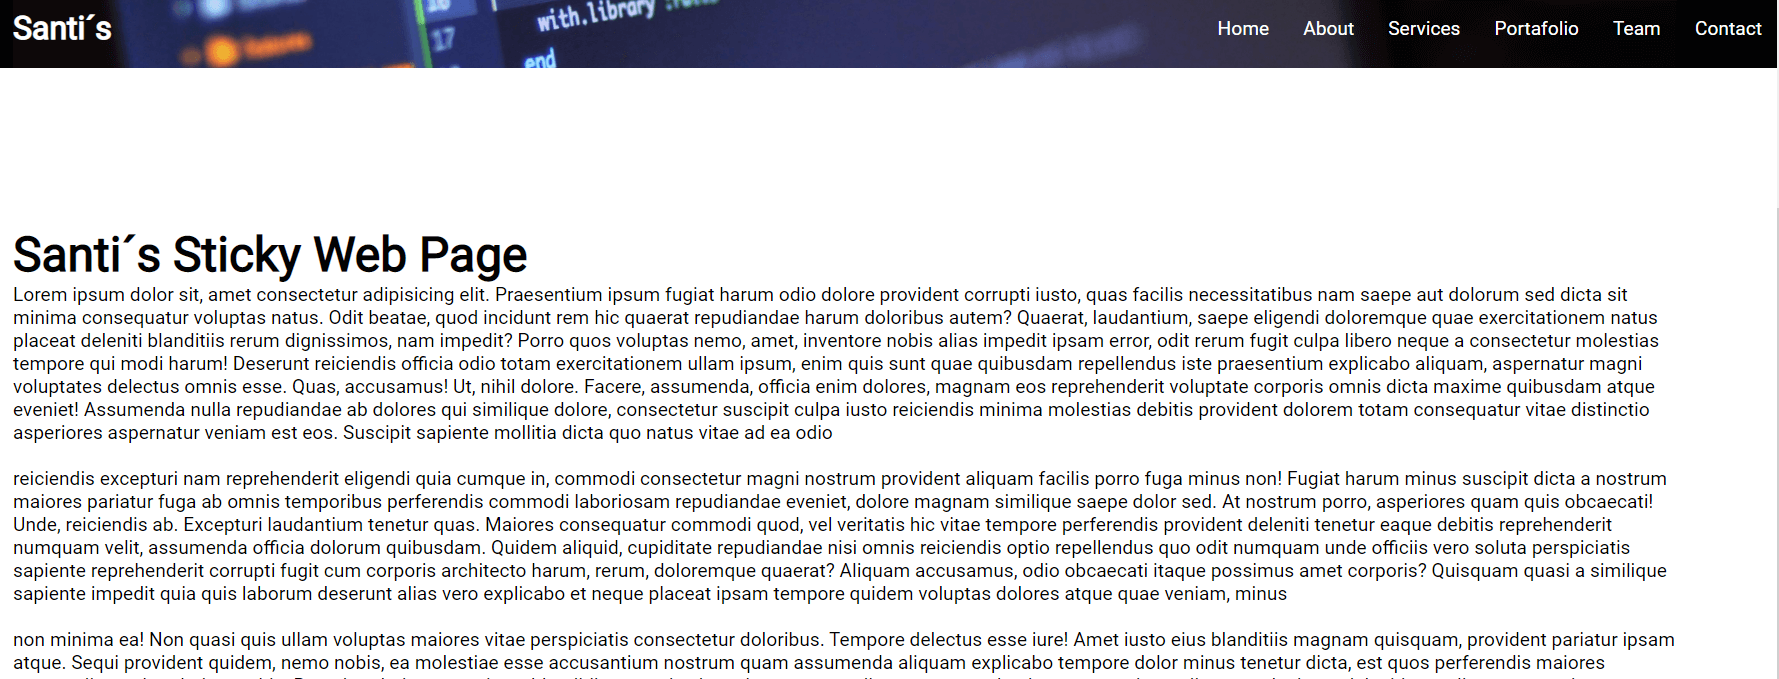 Santi´s
Home About Services Portafolio Team Contact
with.library
17
end
Santi´s Sticky Web Page
Lorem ipsum dolor sit, amet consectetur adipisicing elit. Praesentium ipsum fugiat harum odio dolore provident corrupti iusto, quas facilis necessitatibus nam saepe aut dolorum sed dicta sit
minima consequatur voluptas natus. Odit beatae, quod incidunt rem hic quaerat repudiandae harum doloribus autem? Quaerat, laudantium, saepe eligendi doloremque quae exercitationem natus
placeat deleniti blanditiis rerum dignissimos, nam impedit? Porro quos voluptas nemo, amet, inventore nobis alias impedit ipsam error, odit rerum fugit culpa libero neque a consectetur molestias
tempore qui modi harum! Deserunt reiciendis officia odio totam exercitationem ullam ipsum, enim quis sunt quae quibusdam repellendus iste praesentium explicabo aliquam, aspernatur magni
voluptates delectus omnis esse. Quas, accusamus! Ut, nihil dolore. Facere, assumenda, officia enim dolores, magnam eos reprehenderit voluptate corporis omnis dicta maxime quibusdam atque
eveniet! Assumenda nulla repudiandae ab dolores qui similique dolore, consectetur suscipit culpa iusto reiciendis minima molestias debitis provident dolorem totam consequatur vitae distinctio
asperiores aspernatur veniam est eos. Suscipit sapiente mollitia dicta quo natus vitae ad ea odio
reiciendis excepturi nam reprehenderit eligendi quia cumque in, commodi consectetur magni nostrum provident aliquam facilis porro fuga minus non! Fugiat harum minus suscipit dicta a nostrum
maiores pariatur fuga ab omnis temporibus perferendis commodi laboriosam repudiandae eveniet, dolore magnam similique saepe dolor sed. At nostrum porro, asperiores quam quis obcaecati!
Unde, reiciendis ab. Excepturi laudantium tenetur quas. Maiores consequatur commodi quod, vel veritatis hic vitae tempore perferendis provident deleniti tenetur eaque debitis reprehenderit
numquam velit, assumenda officia dolorum quibusdam. Quidem aliquid, cupiditate repudiandae nisi omnis reiciendis optio repellendus quo odit numquam unde officiis vero soluta perspiciatis
sapiente reprehenderit corrupti fugit cum corporis architecto harum, rerum, doloremque quaerat? Aliquam accusamus, odio obcaecati itaque possimus amet corporis? Quisquam quasi a similique
sapiente impedit quia quis laborum deserunt alias vero explicabo et neque placeat ipsam tempore quidem voluptas dolores atque quae veniam, minus
non minima ea! Non quasi quis ullam voluptas maiores vitae perspiciatis consectetur doloribus. Tempore delectus esse iure! Amet iusto eius blanditiis magnam quisquam, provident pariatur ipsam
atque. Sequi provident quidem, nemo nobis, ea molestiae esse accusantium nostrum quam assumenda aliquam explicabo tempore dolor minus tenetur dicta, est quos perferendis maiores